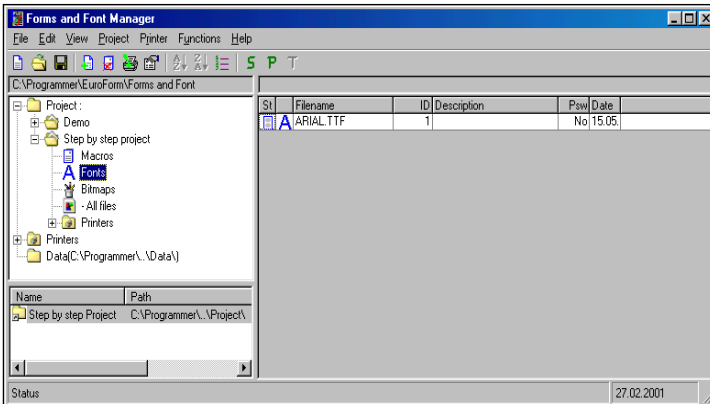 Forms and Font Manager
File Edit View Project Printer Functions Help
S P T
C:\Programmer\EuroForm\Forms and Font
St Filename ID Description Psw Date
A ARIAL.TTF 1 No 15.05.
Project :
Demo
Step by step project
Macros
A Fonts
Bitmaps
- All files
Printers
Printers
Data(C:\Programmer\..\Data\)
Name Path
Step by step Project C:\Programmer\..\Project\
Status 27.02.2001